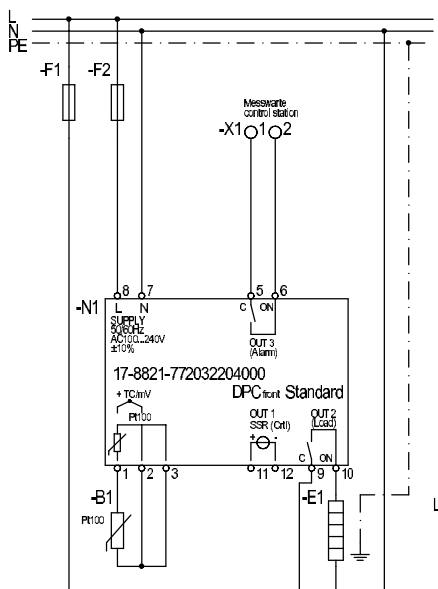 L
N
PE
-F1
-F2
Messwarte
control station
-X1 1 2
8 7 5 6
-N1
L N C ON
SUPPLY
50/60Hz
AC100...240V
±10%
OUT 3
(Alarm)
17-8821-772032204000
DPC front Standard
+ TC/mV
Pt100
OUT 1
SSR (Crtl)
+ -
OUT 2
(Load)
C ON
1 2 3 11 12 9 10
-B1
-E1
Pt100
L